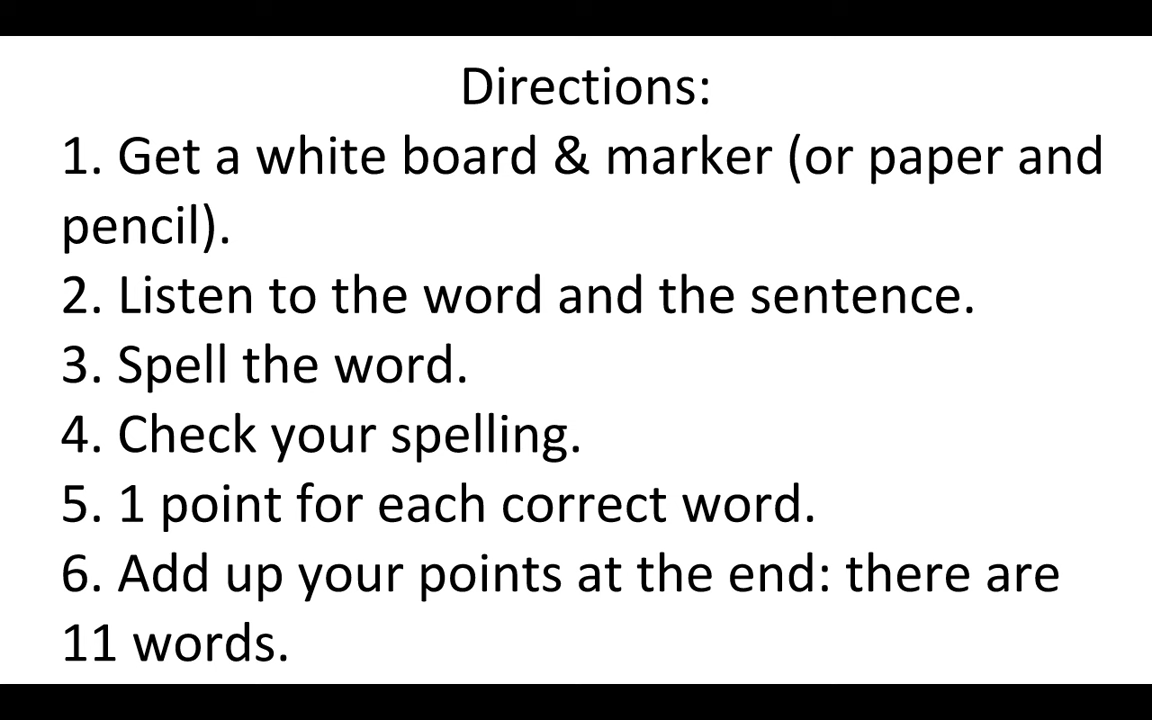 Directions:
1. Get a white board & marker (or paper and
pencil).
2. Listen to the word and the sentence.
3. Spell the word.
4. Check your spelling.
5. 1 point for each correct word.
6. Add up your points at the end: there are
11 words.